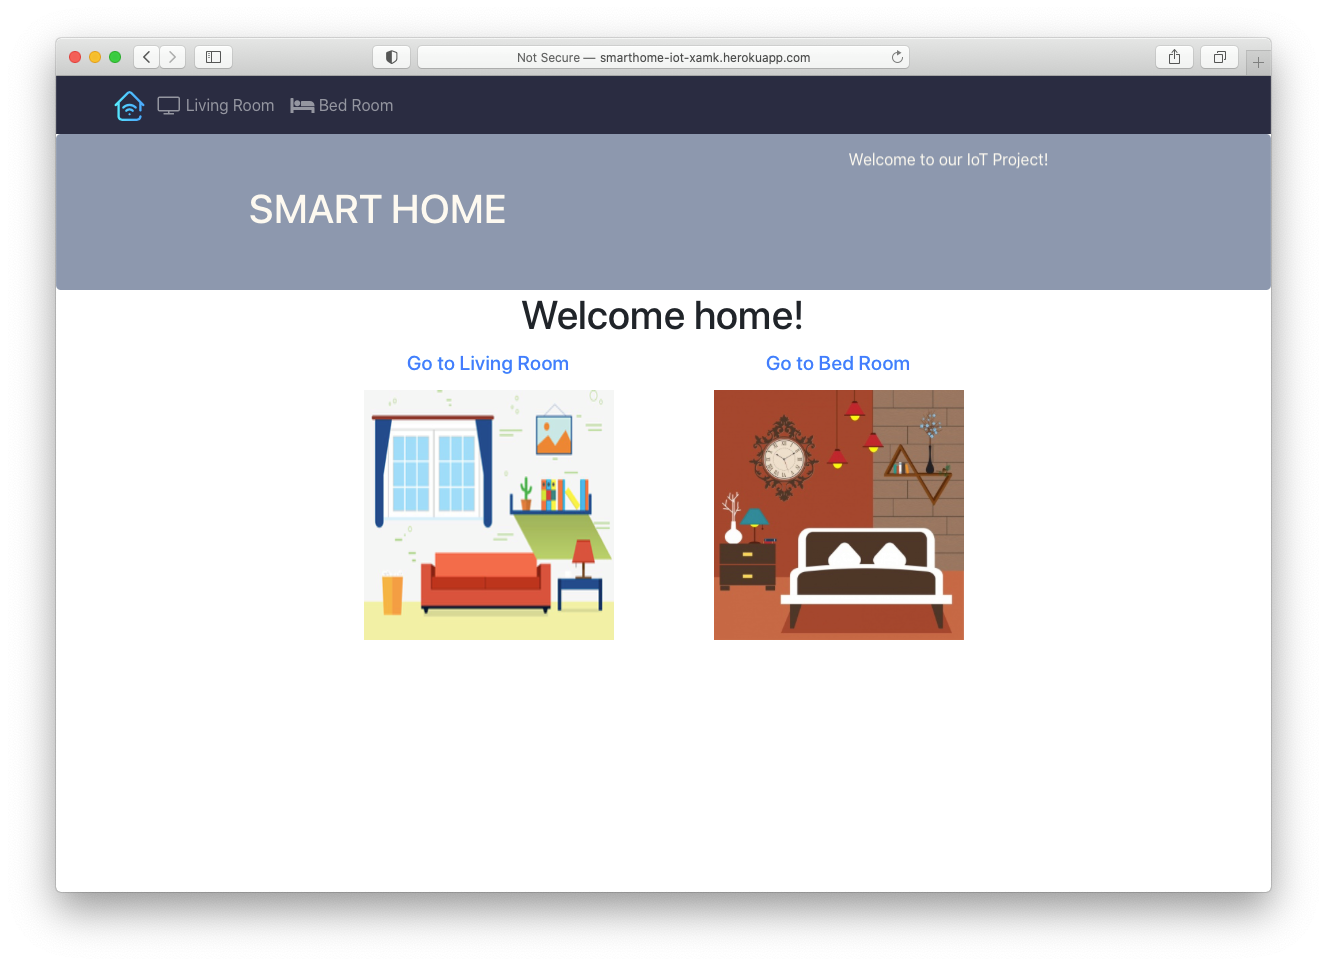 Not Secure — smarthome-iot-xamk.herokuapp.com
Living Room
Bed Room
Welcome to our IoT Project!
SMART HOME
Welcome home!
Go to Living Room
Go to Bed Room